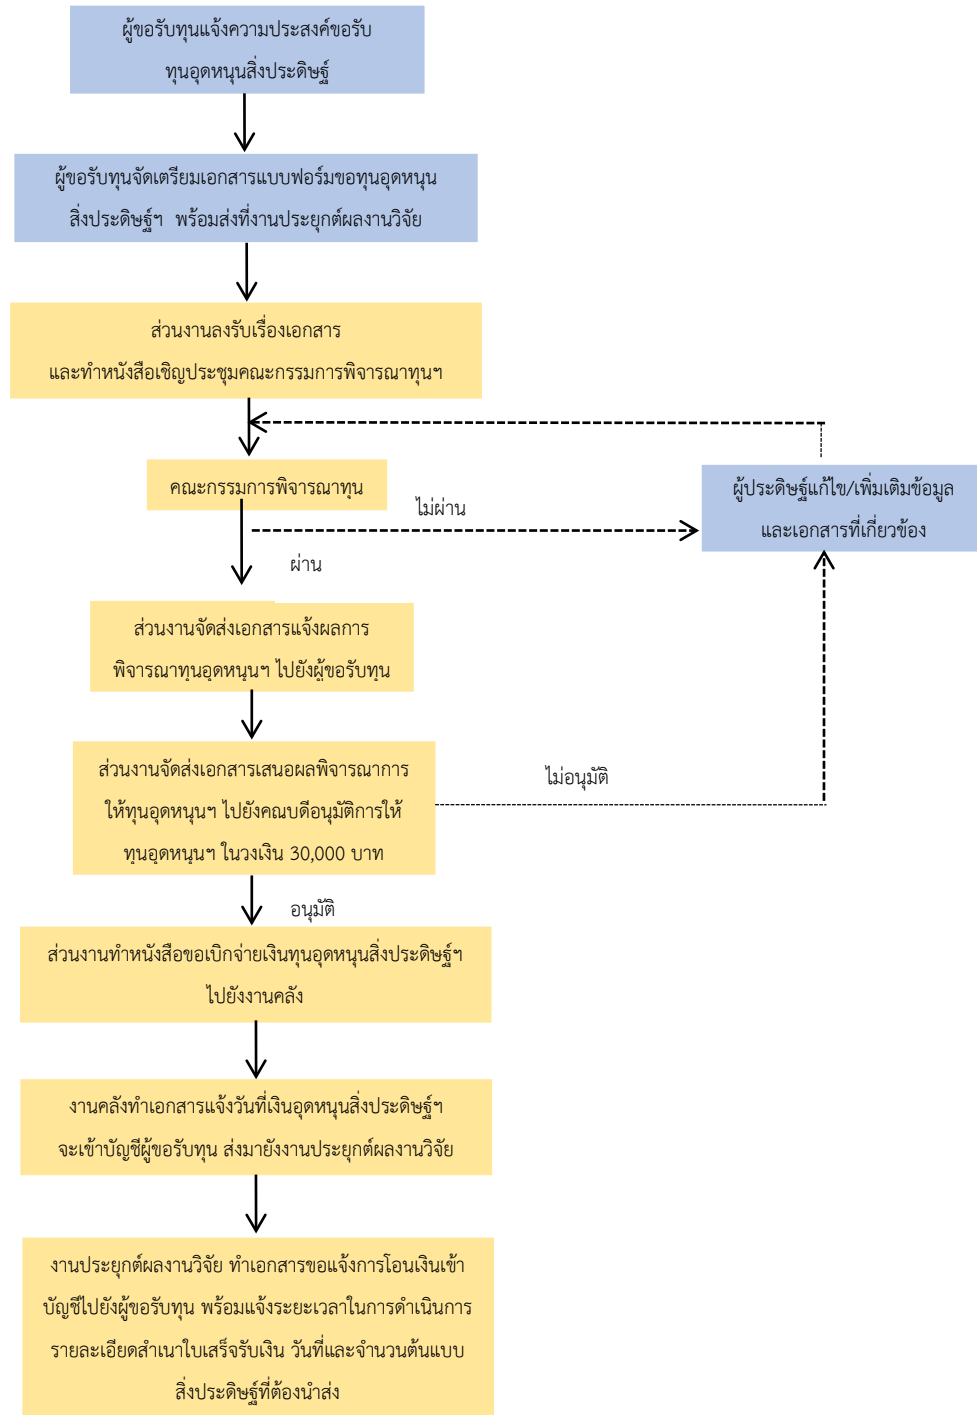 ผู้ขอรับทุนแจ้งความประสงค์ขอรับ
ทุนอุดหนุนสิ่งประดิษฐ์
ผู้ขอรับทุนจัดเตรียมเอกสารแบบฟอร์มขอทุนอุดหนุน
สิ่งประดิษฐ์ฯ พร้อมส่งที่งานประยุกต์ผลงานวิจัย
ส่วนงานลงรับเรื่องเอกสาร
และทำหนังสือเชิญประชุมคณะกรรมการพิจารณาทุนฯ
คณะกรรมการพิจารณาทุน
ไม่ผ่าน
ผู้ประดิษฐ์แก้ไข/เพิ่มเติมข้อมูล
และเอกสารที่เกี่ยวข้อง
ผ่าน
ส่วนงานจัดส่งเอกสารแจ้งผลการ
พิจารณาทุนอุดหนุนฯ ไปยังผู้ขอรับทุน
ส่วนงานจัดส่งเอกสารเสนอผลพิจารณาการ
ให้ทุนอุดหนุนฯ ไปยังคณบดีอนุมัติการให้
ทุนอุดหนุนฯ ในวงเงิน 30,000 บาท
ไม่อนุมัติ
อนุมัติ
ส่วนงานทำหนังสือขอเบิกจ่ายเงินทุนอุดหนุนสิ่งประดิษฐ์ฯ
ไปยังงานคลัง
งานคลังทำเอกสารแจ้งวันที่เงินอุดหนุนสิ่งประดิษฐ์ฯ
จะเข้าบัญชีผู้ขอรับทุน ส่งมายังงานประยุกต์ผลงานวิจัย
งานประยุกต์ผลงานวิจัย ทำเอกสารขอแจ้งการโอนเงินเข้า
บัญชีไปยังผู้ขอรับทุน พร้อมแจ้งระยะเวลาในการดำเนินการ
รายละเอียดสำเนาใบเสร็จรับเงิน วันที่และจำนวนต้นแบบ
สิ่งประดิษฐ์ที่ต้องนำส่ง